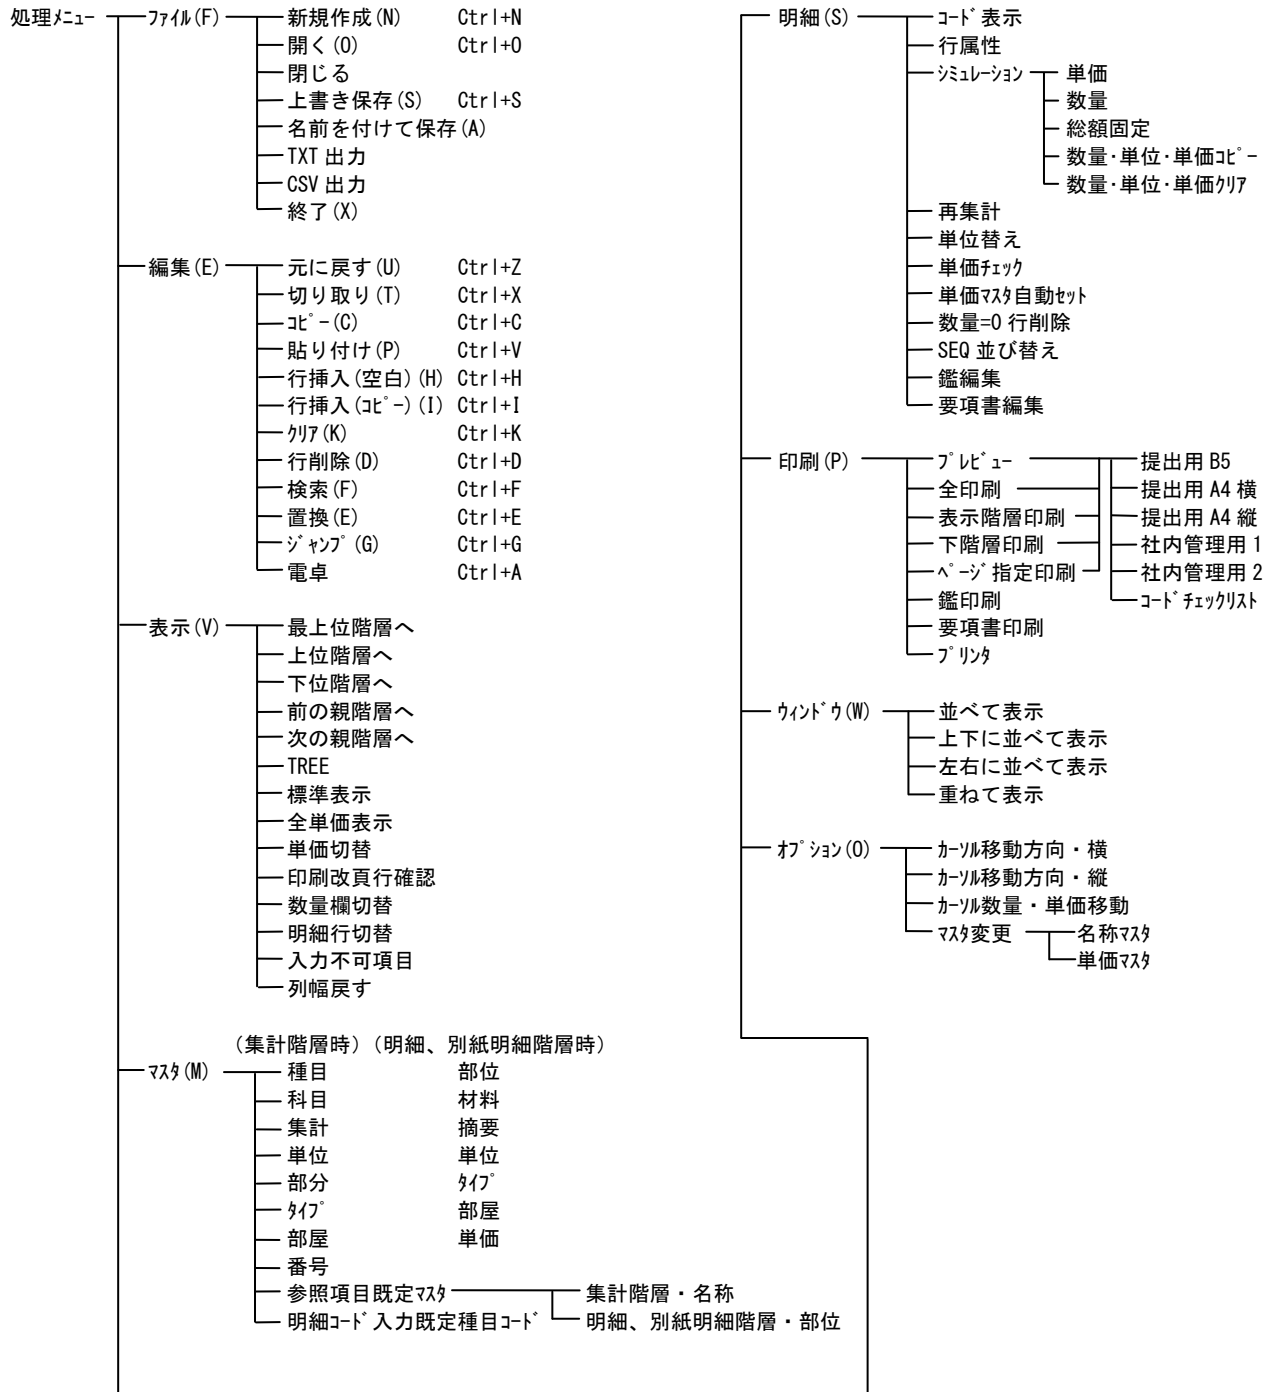 処理ﾒﾆｭｰ
ﾌｧｲﾙ(F)
新規作成(N) Ctrl+N
開く(O) Ctrl+O
閉じる
上書き保存(S) Ctrl+S
名前を付けて保存(A)
TXT 出力
CSV 出力
終了(X)
編集(E)
元に戻す(U) Ctrl+Z
切り取り(T) Ctrl+X
ｺﾋﾟｰ(C) Ctrl+C
貼り付け(P) Ctrl+V
行挿入(空白)(H) Ctrl+H
行挿入(ｺﾋﾟｰ)(I) Ctrl+I
ｸﾘｱ(K) Ctrl+K
行削除(D) Ctrl+D
検索(F) Ctrl+F
置換(E) Ctrl+E
ｼﾞｬﾝﾌﾟ(G) Ctrl+G
電卓 Ctrl+A
表示(V)
最上位階層へ
上位階層へ
下位階層へ
前の親階層へ
次の親階層へ
TREE
標準表示
全単価表示
単価切替
印刷改頁行確認
数量欄切替
明細行切替
入力不可項目
列幅戻す
(集計階層時)(明細、別紙明細階層時)
ﾏｽﾀ(M)
種目 部位
科目 材料
集計 摘要
単位 単位
部分 ﾀｲﾌﾟ
ﾀｲﾌﾟ 部屋
部屋 単価
番号
参照項目既定ﾏｽﾀ
集計階層・名称
明細、別紙明細階層・部位
明細ｺｰﾄﾞ入力既定種目ｺｰﾄﾞ
明細(S)
ｺｰﾄﾞ表示
行属性
ｼﾐｭﾚｰｼｮﾝ
単価
数量
総額固定
数量･単位･単価ｺﾋﾟｰ
数量･単位･単価ｸﾘｱ
再集計
単位替え
単価ﾁｪｯｸ
単価ﾏｽﾀ自動ｾｯﾄ
数量=0 行削除
SEQ 並び替え
鑑編集
要項書編集
印刷(P)
ﾌﾟﾚﾋﾞｭｰ
全印刷
表示階層印刷
下階層印刷
ﾍﾟｰｼﾞ指定印刷
鑑印刷
要項書印刷
ﾌﾟﾘﾝﾀ
提出用 B5
提出用 A4 横
提出用 A4 縦
社内管理用 1
社内管理用 2
ｺｰﾄﾞﾁｪｯｸﾘｽﾄ
ｳｨﾝﾄﾞｳ(W)
並べて表示
上下に並べて表示
左右に並べて表示
重ねて表示
ｵﾌﾟｼｮﾝ(O)
ｶｰｿﾙ移動方向・横
ｶｰｿﾙ移動方向・縦
ｶｰｿﾙ数量・単価移動
ﾏｽﾀ変更
名称ﾏｽﾀ
単価ﾏｽﾀ